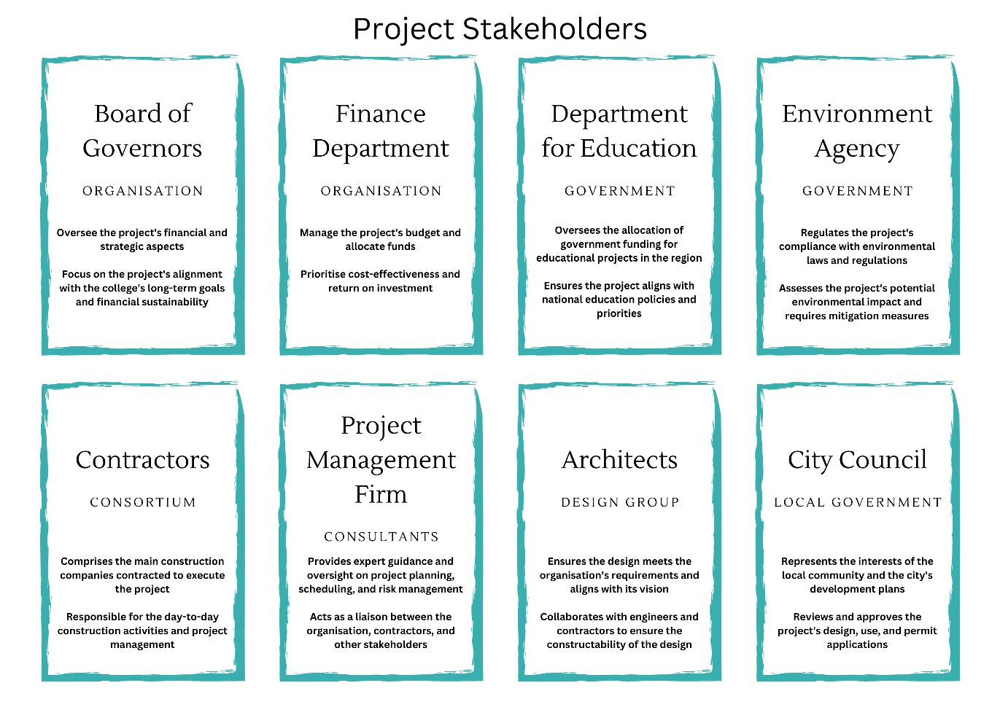 Project Stakeholders
Board of
Governors
ORGANISATION
Oversee the project's financial and
strategic aspects
Focus on the project's alignment
with the college's long-term goals
and financial sustainability
Finance
Department
ORGANISATION
Manage the project's budget and
allocate funds
Prioritise cost-effectiveness and
return on investment
Department
for Education
GOVERNMENT
Oversees the allocation of
government funding for
educational projects in the region
Ensures the project aligns with
national education policies and
priorities
Environment
Agency
GOVERNMENT
Regulates the project's
compliance with environmental
laws and regulations
Assesses the project's potential
environmental impact and
requires mitigation measures
Contractors
CONSORTIUM
Comprises the main construction
companies contracted to execute
the project
Responsible for the day-to-day
construction activities and project
management
Project
Management
Firm
CONSULTANTS
Provides expert guidance and
oversight on project planning,
scheduling, and risk management
Acts as a liaison between the
organisation, contractors, and
other stakeholders
Architects
DESIGN GROUP
Ensures the design meets the
organisation’s requirements and
aligns with its vision
Collaborates with engineers and
contractors to ensure the
constructability of the design
City Council
LOCAL GOVERNMENT
Represents the interests of the
local community and the city's
development plans
Reviews and approves the
project's design, use, and permit
applications